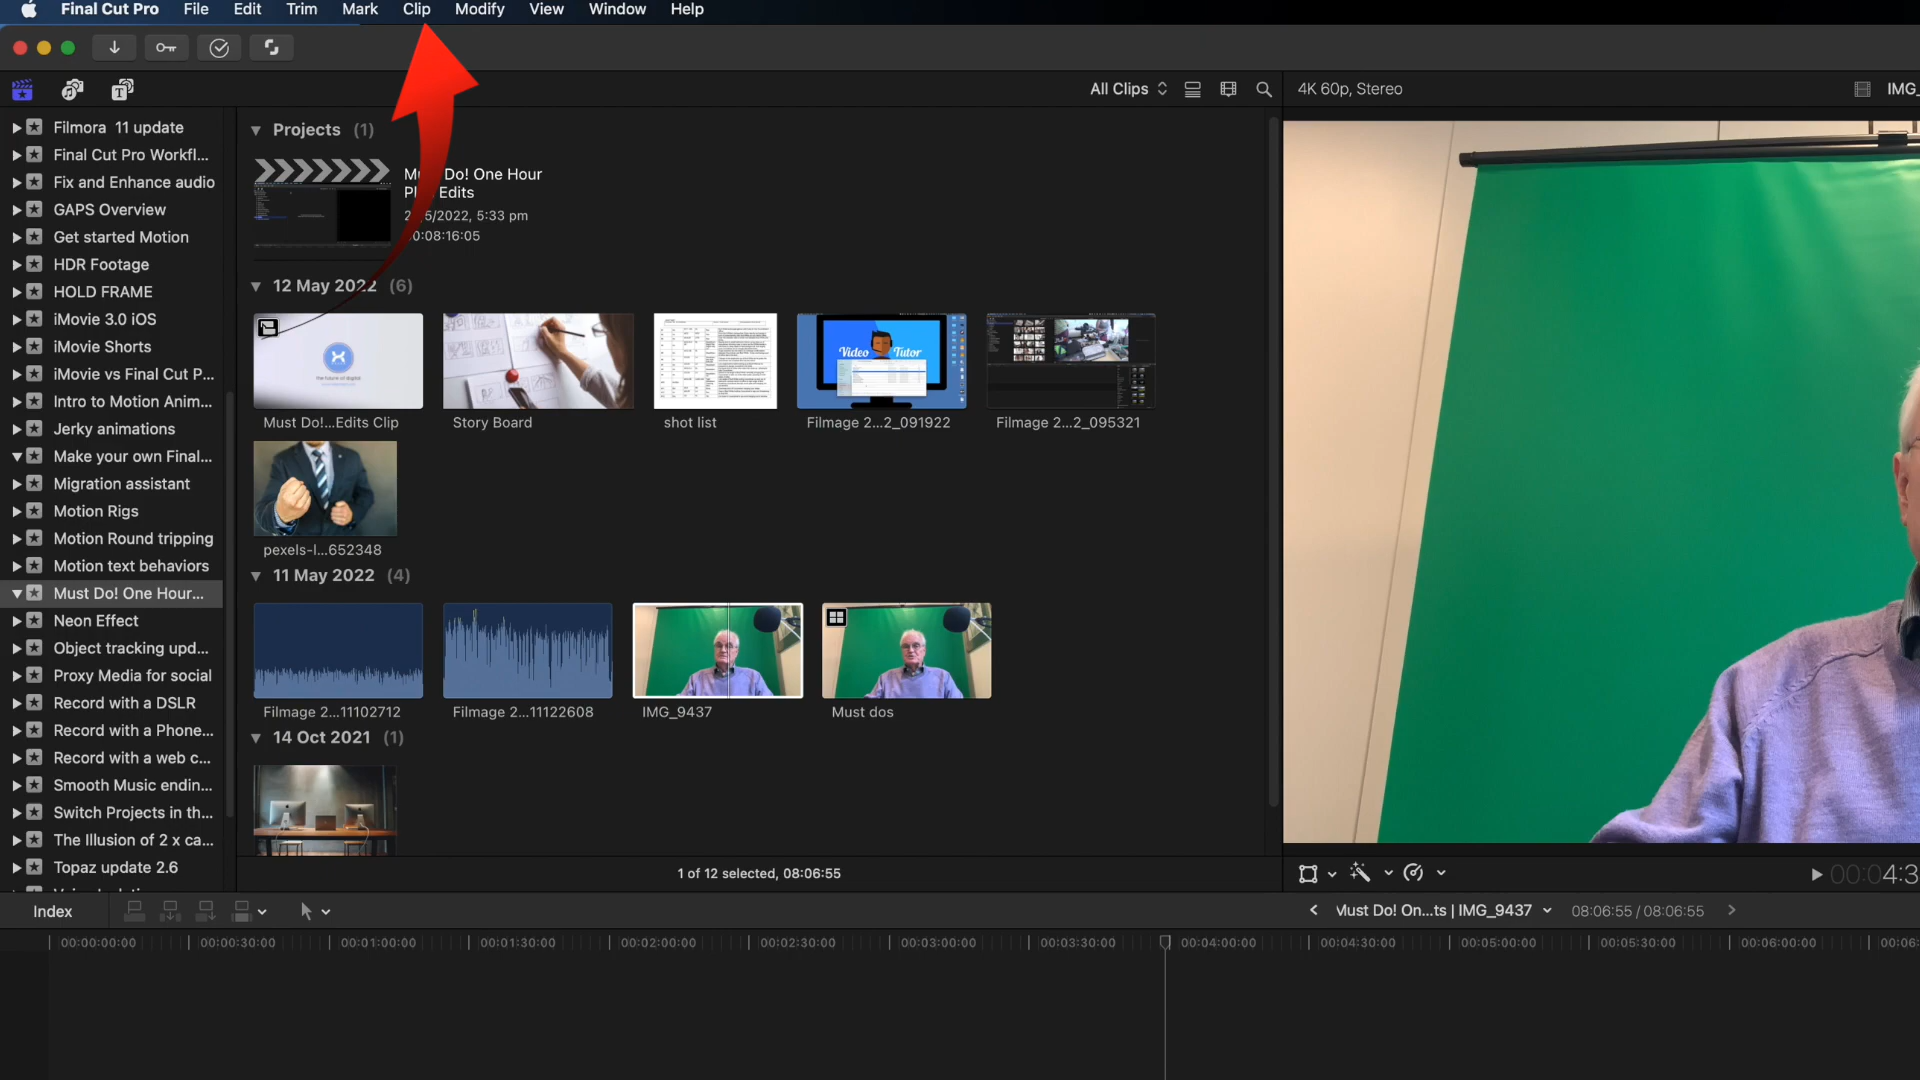 Final Cut Pro File Edit Trim Mark Clip Modify View Window Help
All Clips
4K 60p, Stereo
IMG_
Filmora 11 update
Final Cut Pro Workfl...
Fix and Enhance audio
GAPS Overview
Get started Motion
HDR Footage
HOLD FRAME
iMovie 3.0 iOS
iMovie Shorts
iMovie vs Final Cut P...
Intro to Motion Anim...
Jerky animations
Make your own Final...
Migration assistant
Motion Rigs
Motion Round tripping
Motion text behaviors
Must Do! One Hour...
Neon Effect
Object tracking upd...
Proxy Media for social
Record with a DSLR
Record with a Phone...
Record with a web c...
Smooth Music endin...
Switch Projects in th...
The Illusion of 2 x ca...
Topaz update 2.6
Projects (1)
Do! One Hour
Edits
5/2022, 5:33 pm
0:08:16:05
12 May 2022 (6)
the future of digital
Video Tutor
Must Do!...Edits Clip
Story Board
shot list
Filmage 2...2_091922
Filmage 2...2_095321
pexels-l...652348
11 May 2022 (4)
Filmage 2...11102712
Filmage 2...11122608
IMG_9437
Must dos
14 Oct 2021 (1)
1 of 12 selected, 08:06:55
00:04:3
Index
Must Do! On...ts | IMG_9437
08:06:55 / 08:06:55
00:00:00:00 00:00:30:00 00:01:00:00 00:01:30:00 00:02:00:00 00:02:30:00 00:03:00:00 00:03:30:00 00:04:00:00 00:04:30:00 00:05:00:00 00:05:30:00 00:06:00:00 00:06: